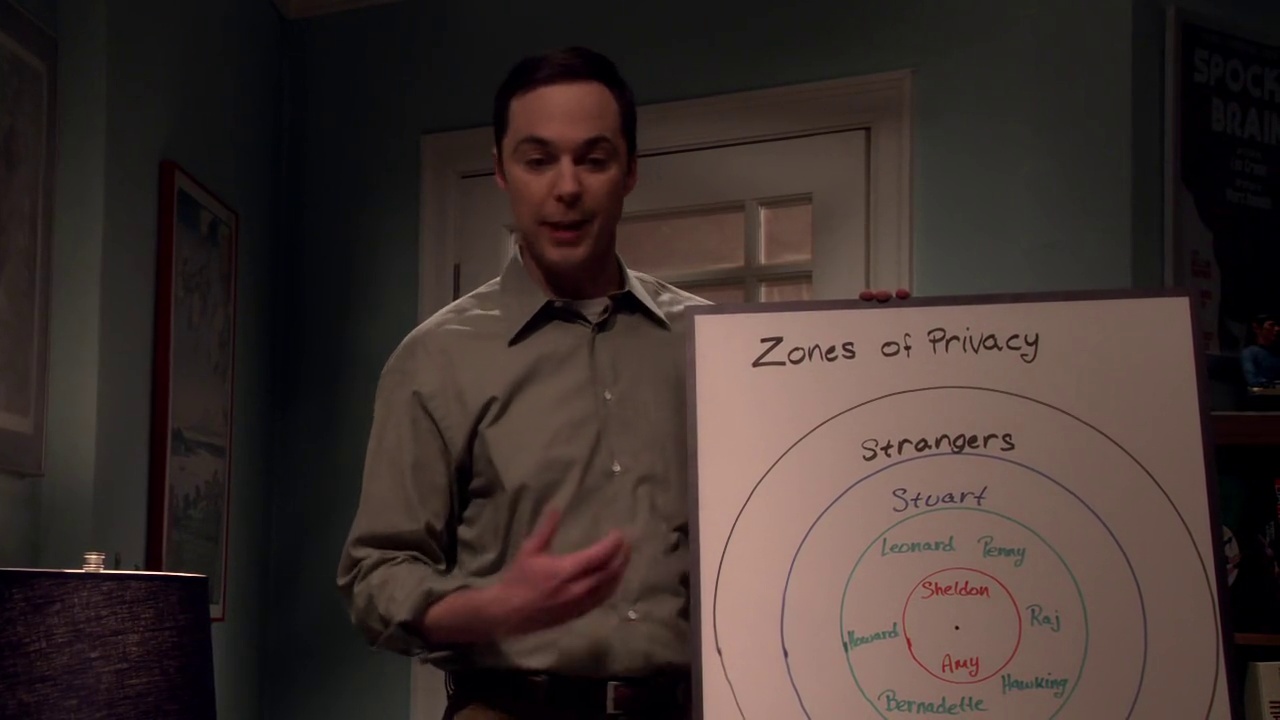 SPOCK
BRAIN
Zones of Privacy
Strangers
Stuart
Leonard Penny
Sheldon
Raj
Howard
Amy
Hawking
Bernadette